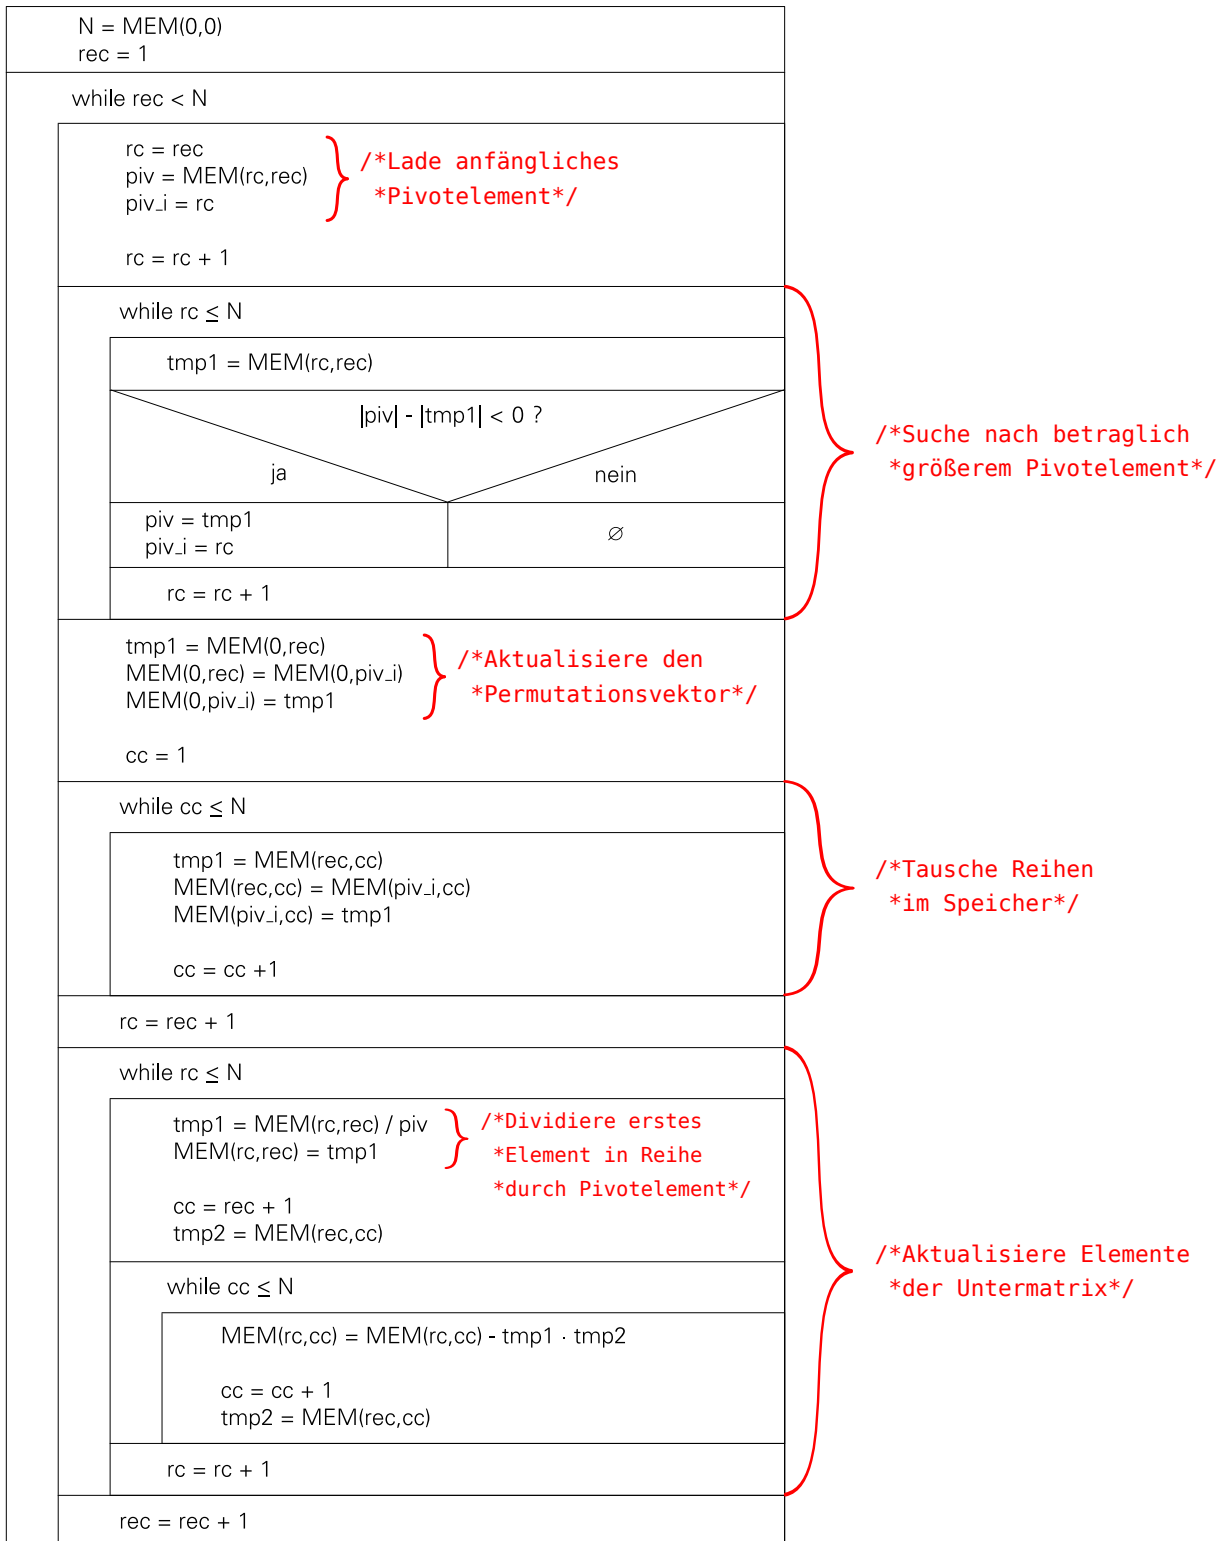 N = MEM(0,0)
rec = 1
while rec < N
rc = rec
piv = MEM(rc,rec)
piv_i = rc
/*Lade anfängliches
*Pivotelement*/
rc = rc + 1
while rc ≤ N
tmp1 = MEM(rc,rec)
|piv| - |tmp1| < 0 ?
ja
nein
/*Suche nach betraglich
*größerem Pivotelement*/
piv = tmp1
piv_i = rc
∅
rc = rc + 1
tmp1 = MEM(0,rec)
MEM(0,rec) = MEM(0,piv_i)
MEM(0,piv_i) = tmp1
/*Aktualisiere den
*Permutationsvektor*/
cc = 1
while cc ≤ N
tmp1 = MEM(rec,cc)
MEM(rec,cc) = MEM(piv_i,cc)
MEM(piv_i,cc) = tmp1
/*Tausche Reihen
*im Speicher*/
cc = cc +1
rc = rec + 1
while rc ≤ N
tmp1 = MEM(rc,rec) / piv
MEM(rc,rec) = tmp1
/*Dividiere erstes
*Element in Reihe
*durch Pivotelement*/
cc = rec + 1
tmp2 = MEM(rec,cc)
/*Aktualisiere Elemente
*der Untermatrix*/
while cc ≤ N
MEM(rc,cc) = MEM(rc,cc) - tmp1 · tmp2
cc = cc + 1
tmp2 = MEM(rec,cc)
rc = rc + 1
rec = rec + 1